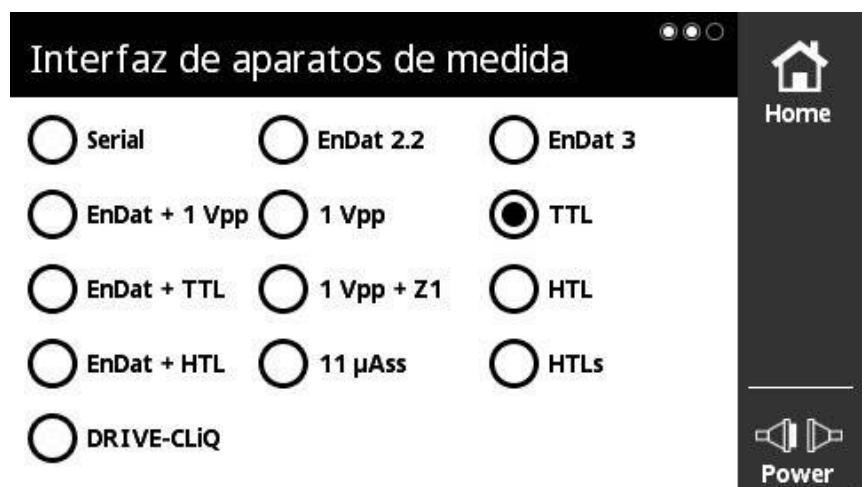 Interfaz de aparatos de medida
Home
Serial
EnDat 2.2
EnDat 3
EnDat + 1 Vpp
1 Vpp
TTL
EnDat + TTL
1 Vpp + Z1
HTL
EnDat + HTL
11 µAss
HTLs
DRIVE-CLiQ
Power